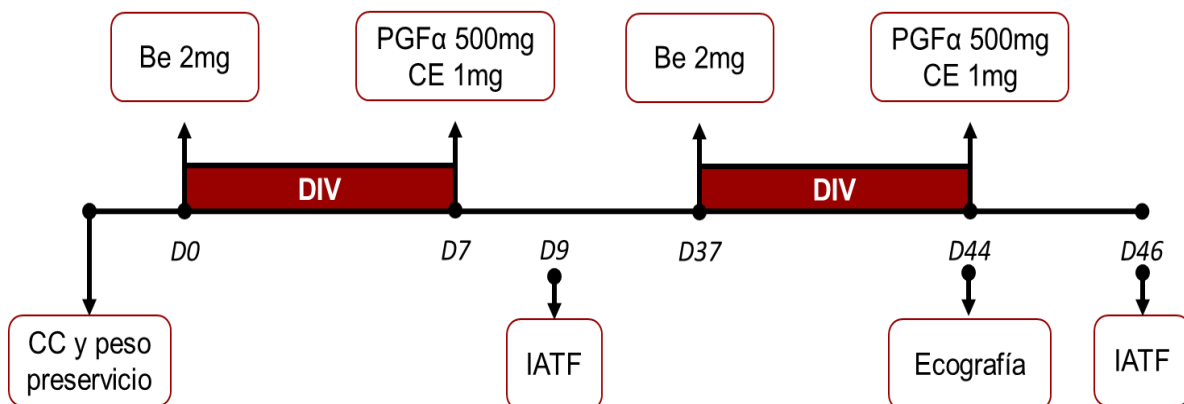 Be 2mg
PGFα 500mg
CE 1mg
Be 2mg
PGFα 500mg
CE 1mg
DIV
DIV
D0
D7
D9
D37
D44
D46
CC y peso
preservicio
IATF
Ecografía
IATF